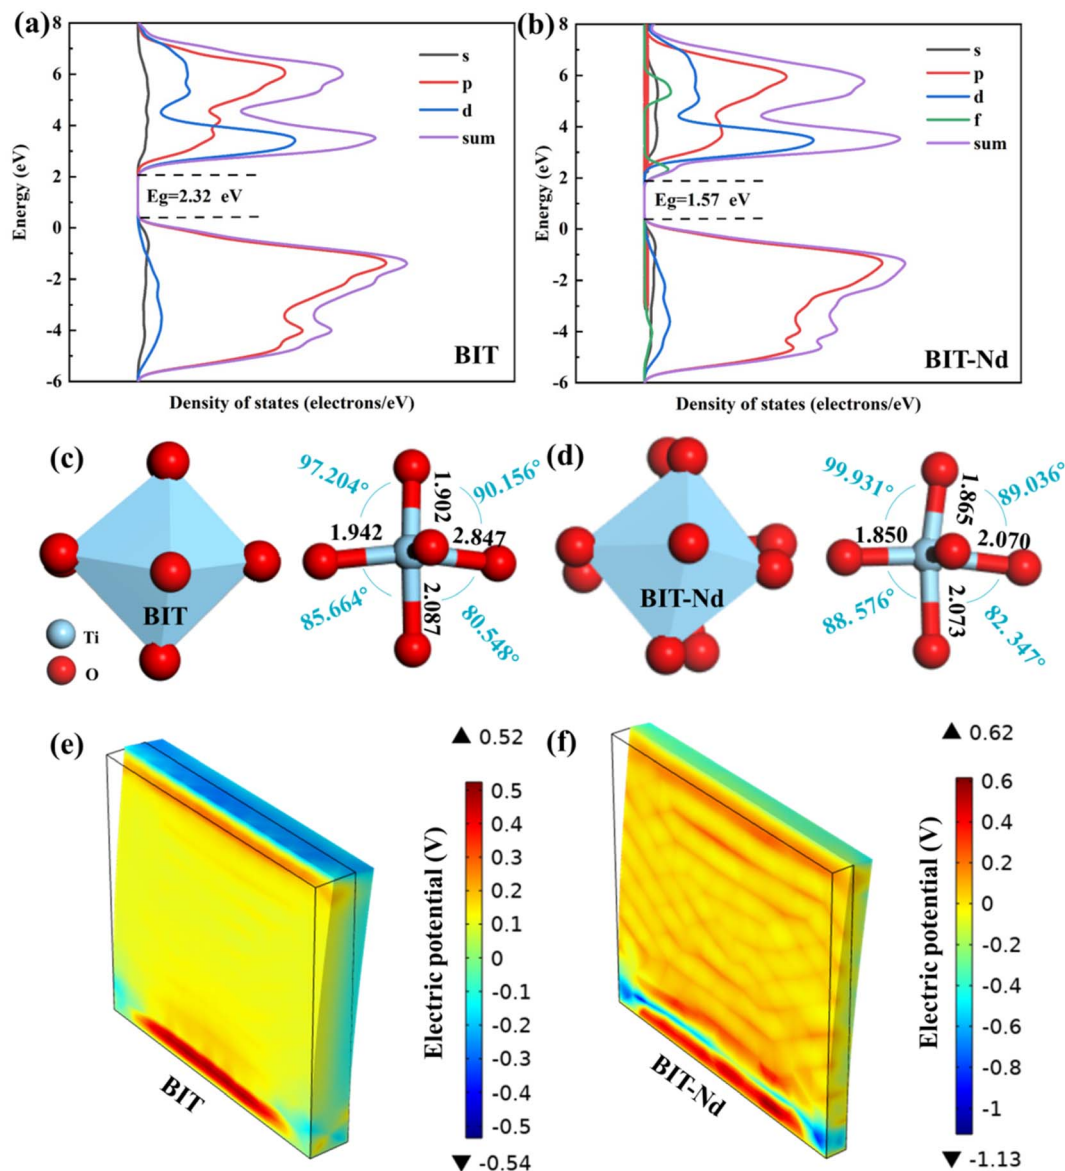 (a)
8
6
4
2
0
-2
-4
-6
Energy (eV)
s
p
d
sum
Eg=2.32 eV
BIT
Density of states (electrons/eV)
(b)
8
6
4
2
0
-2
-4
-6
Energy (eV)
s
p
d
f
sum
Eg=1.57 eV
BIT-Nd
Density of states (electrons/eV)
(c)
BIT
Ti
O
97.204°
90.156°
1.902
1.942
2.847
2.087
85.664°
80.548°
(d)
BIT-Nd
99.931°
89.036°
1.865
1.850
2.070
2.073
88.576°
82.347°
(e)
BIT
▲ 0.52
0.5
0.4
0.3
0.2
0.1
0
-0.1
-0.2
-0.3
-0.4
-0.5
▼ -0.54
Electric potential (V)
(f)
BIT-Nd
▲ 0.62
0.6
0.4
0.2
0
-0.2
-0.4
-0.6
-0.8
-1
▼ -1.13
Electric potential (V)